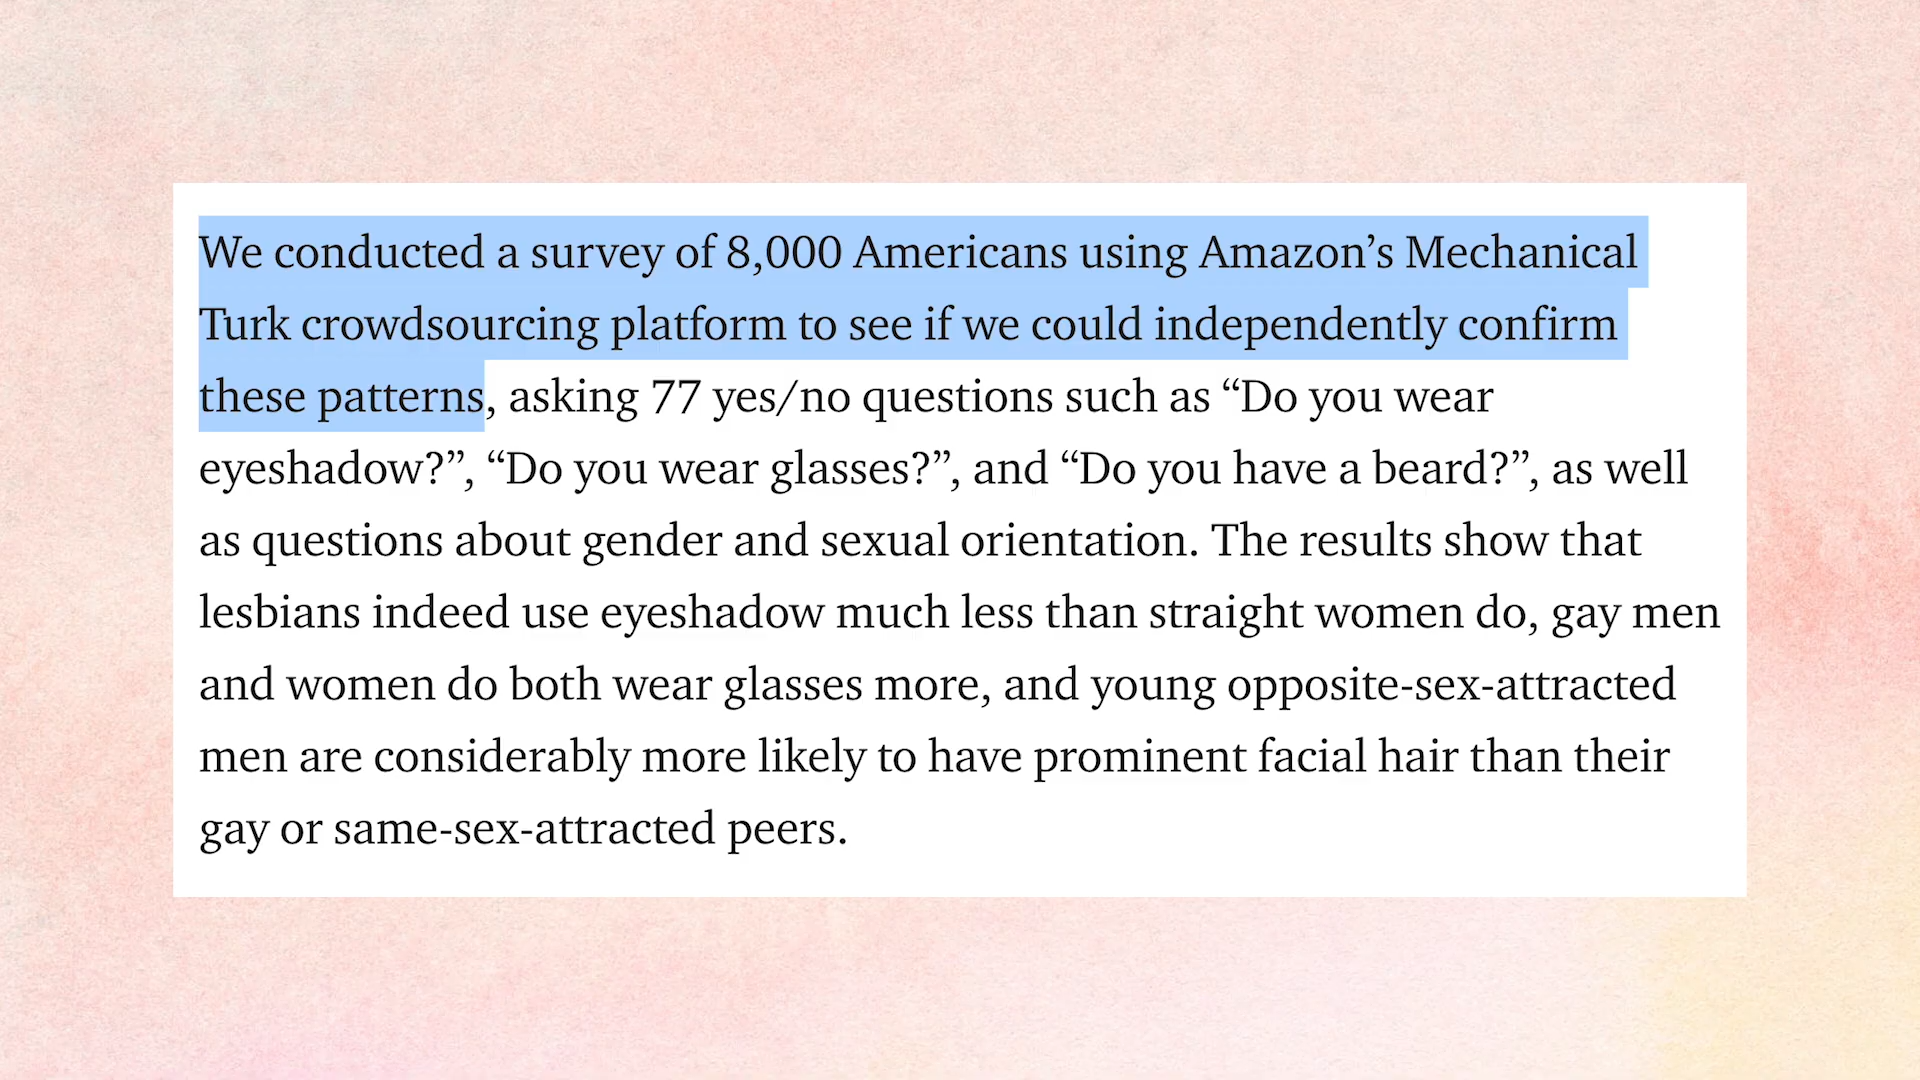 We conducted a survey of 8,000 Americans using Amazon’s Mechanical
Turk crowdsourcing platform to see if we could independently confirm
these patterns, asking 77 yes/no questions such as “Do you wear
eyeshadow?”, “Do you wear glasses?”, and “Do you have a beard?”, as well
as questions about gender and sexual orientation. The results show that
lesbians indeed use eyeshadow much less than straight women do, gay men
and women do both wear glasses more, and young opposite-sex-attracted
men are considerably more likely to have prominent facial hair than their
gay or same-sex-attracted peers.